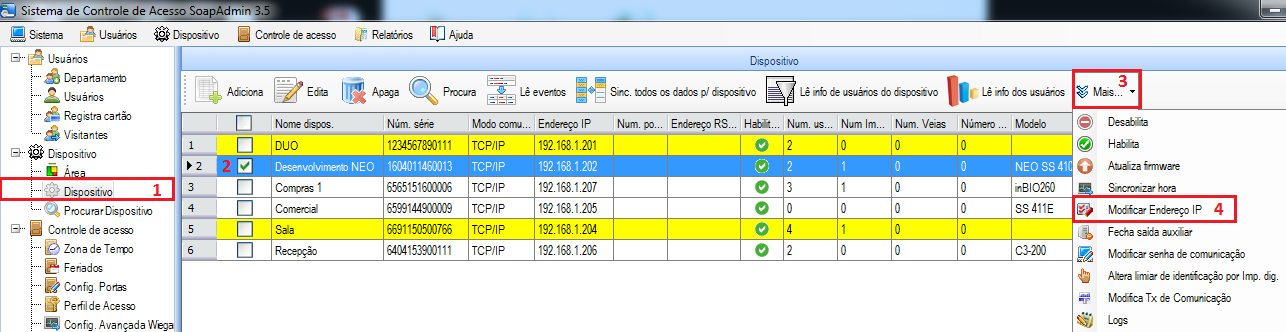 Sistema de Controle de Acesso SoapAdmin 3.5
Sistema Usuários Dispositivo Controle de acesso Relatórios Ajuda
Usuários
Departamento
Usuários
Registra cartão
Visitantes
Dispositivo
Área
Dispositivo 1
Procurar Dispositivo
Controle de acesso
Zona de Tempo
Feriados
Config. Portas
Perfil de Acesso
Config. Avançada Wega
Dispositivo
Adiciona Edita Apaga Procura Lê eventos Sinc. todos os dados p/ dispositivo Lê info de usuários do dispositivo Lê info dos usuários Mais... 3
Nome dispos. Núm. série Modo comu... Endereço IP Num. po... Endereço RS... Habilit... Num. us... Num Im... Num. Veias Número ... Modelo
1 DUO 1234567890111 TCP/IP 192.168.1.201 2 0 0 0
2 2 Desenvolvimento NEO 1604011460013 TCP/IP 192.168.1.202 2 1 0 0 NEO SS 410
3 Compras 1 6565151600006 TCP/IP 192.168.1.207 3 1 0 0 inBIO260
4 Comercial 6599144900009 TCP/IP 192.168.1.205 0 0 0 0 SS 411E
5 Sala 6691150500766 TCP/IP 192.168.1.204 4 1 0 0
6 Recepção 6404153900111 TCP/IP 192.168.1.206 2 0 0 0 C3-200
Desabilita
Habilita
Atualiza firmware
Sincronizar hora
Modificar Endereço IP 4
Fecha saída auxiliar
Modificar senha de comunicação
Altera limiar de identificação por Imp. dig.
Modifica Tx de Comunicação
Logs